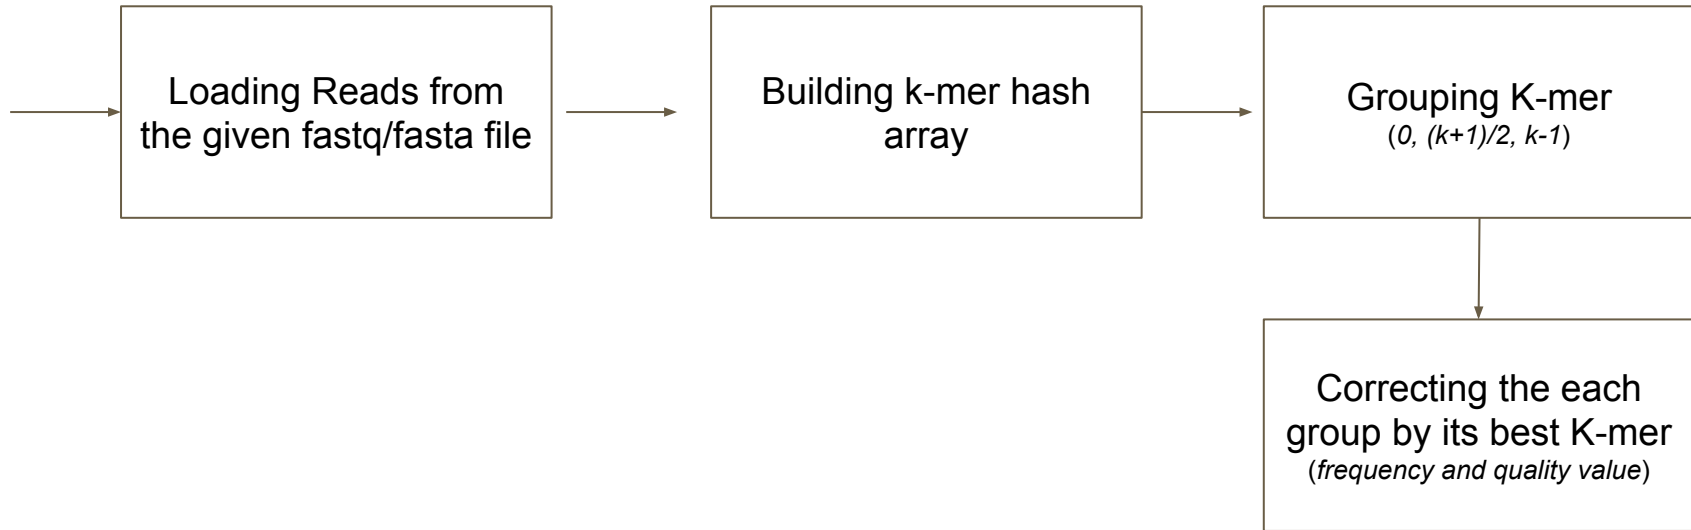 Loading Reads from
the given fastq/fasta file
Building k-mer hash
array
Grouping K-mer
(0, (k+1)/2, k-1)
Correcting the each
group by its best K-mer
(frequency and quality value)